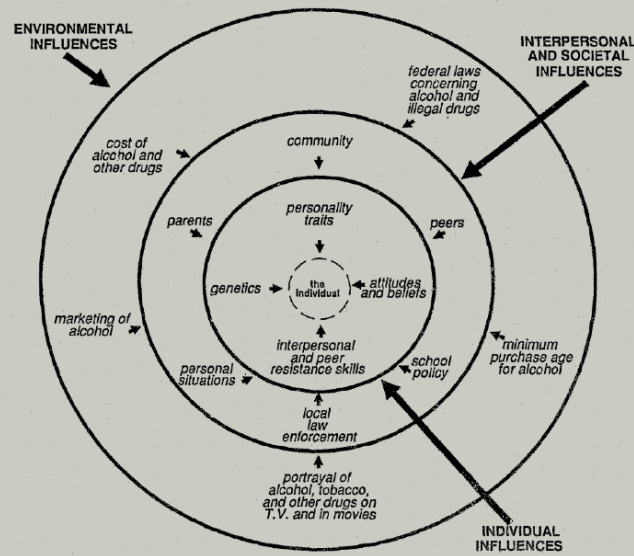 ENVIRONMENTAL
INFLUENCES
INTERPERSONAL
AND SOCIETAL
INFLUENCES
federal laws
concerning
alcohol and
illegal drugs
cost of
alcohol and
other drugs
community
parents
personality
traits
peers
genetics
the
individual
attitudes
and beliefs
marketing of
alcohol
interpersonal
and peer
resistance skills
minimum
purchase age
for alcohol
personal
situations
school
policy
local
law
enforcement
portrayal of
alcohol, tobacco,
and other drugs on
T.V. and in movies
INDIVIDUAL
INFLUENCES